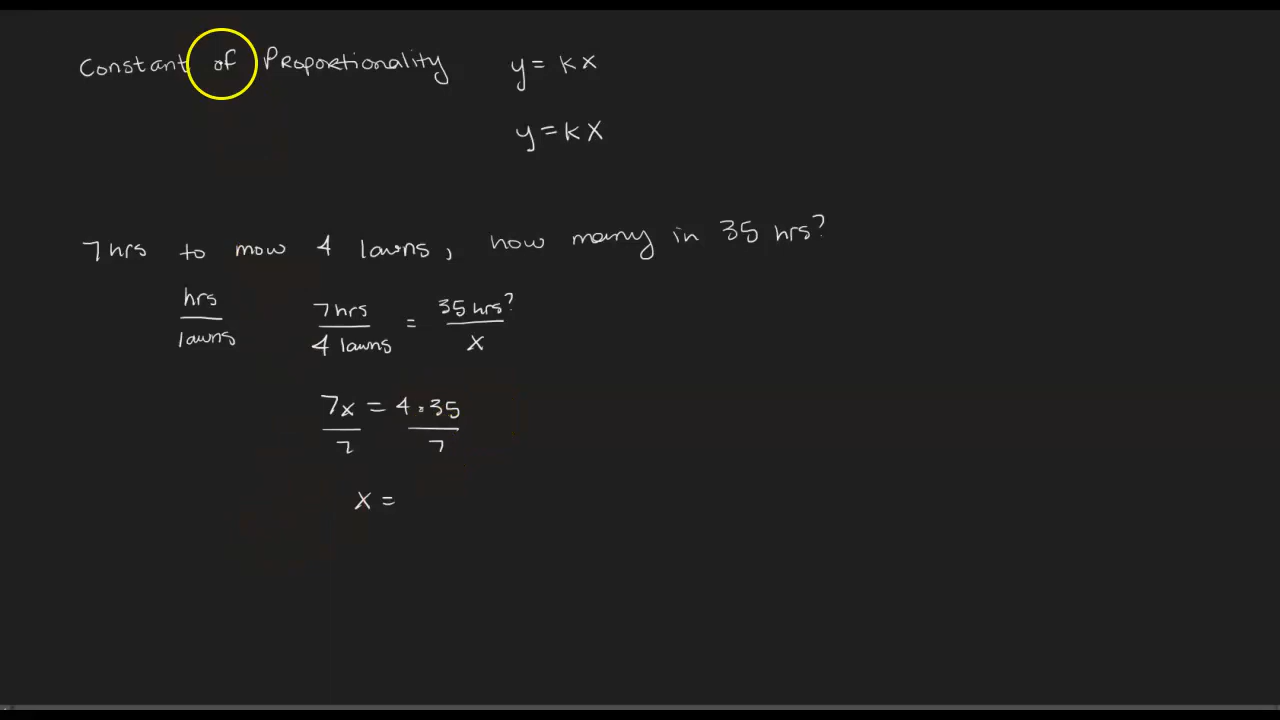 Constant of Proportionality y = kx
y = kx
7 hrs to mow 4 lawns, how many in 35 hrs?
hrs/lawns 7 hrs/4 lawns = 35 hrs?/x
7x/7 = 4·35/7
x =